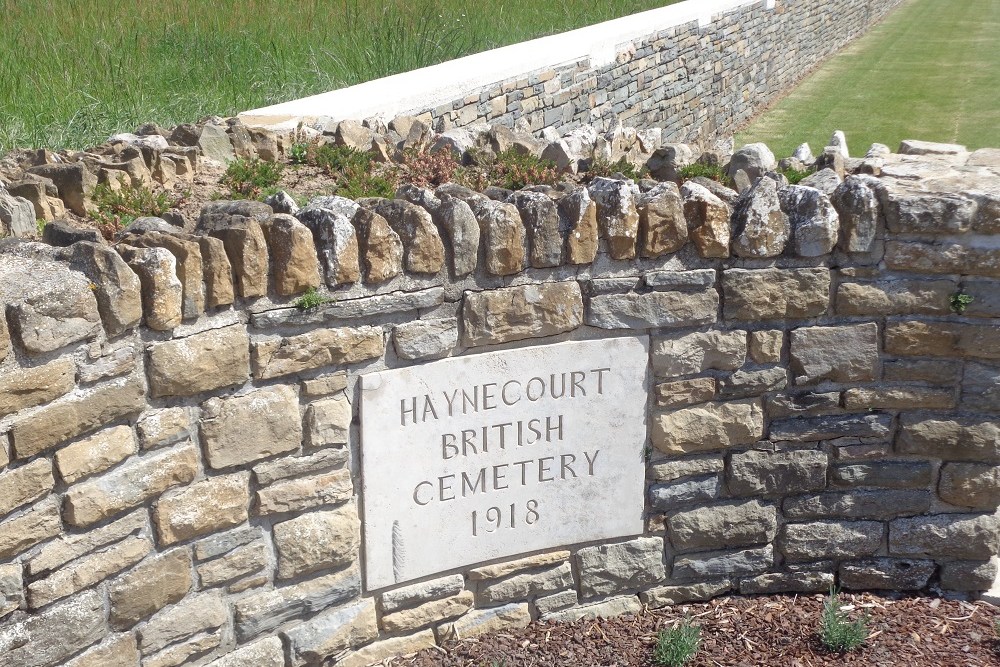 HAYNECOURT
BRITISH
CEMETERY
1918